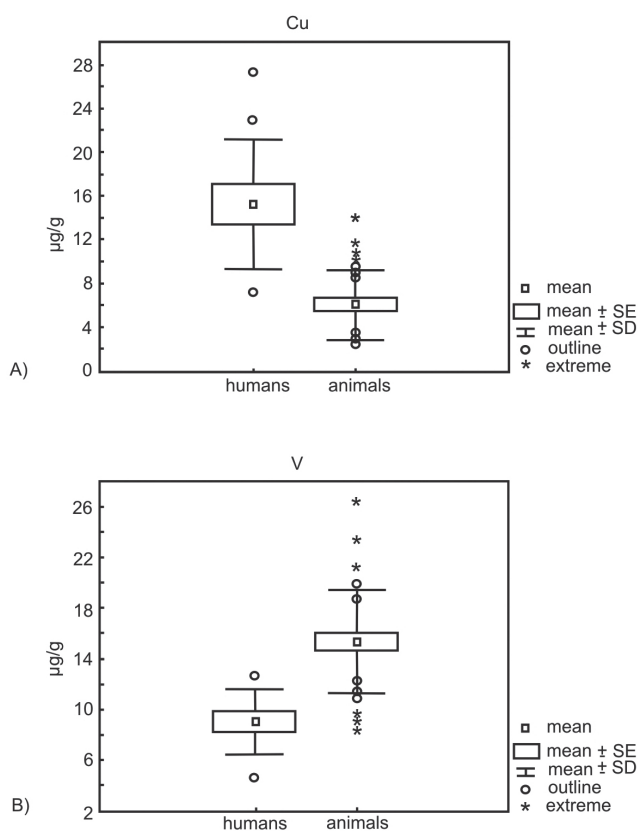 Cu
28
24
20
16
12
8
4
0
µg/g
humans animals
mean
mean ± SE
mean ± SD
outline
extreme
A)
V
26
22
18
14
10
6
2
µg/g
humans animals
mean
mean ± SE
mean ± SD
outline
extreme
B)